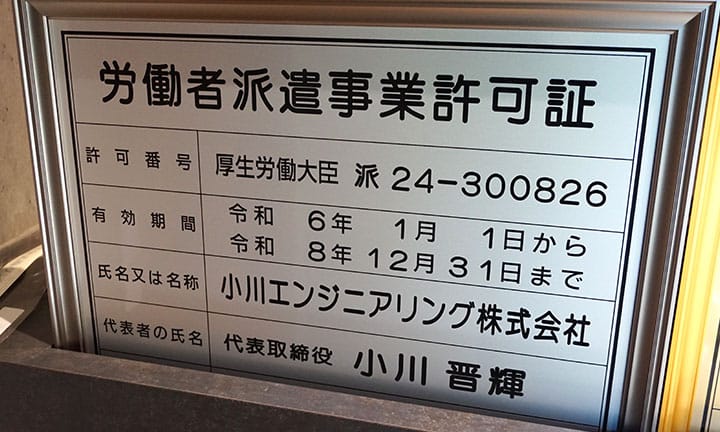 労働者派遣事業許可証
許可番号 厚生労働大臣 派 24-300826
有効期間 令和 6年 1月 1日から
令和 8年 12月 31日まで
氏名又は名称 小川エンジニアリング株式会社
代表者の氏名 代表取締役 小川 晋輝